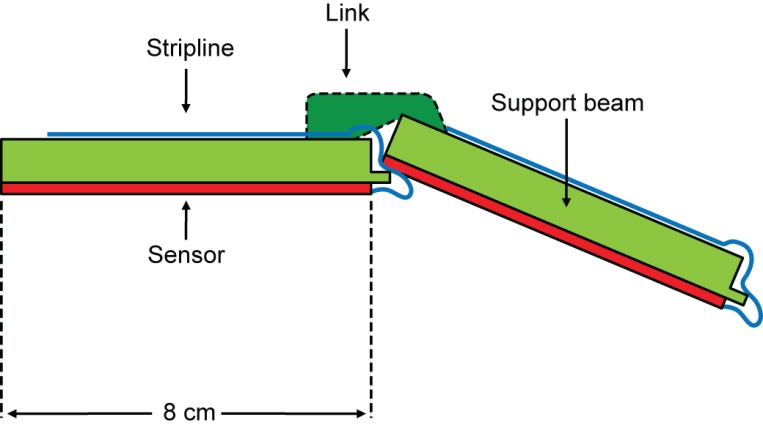 Link
Stripline
Support beam
Sensor
8 cm